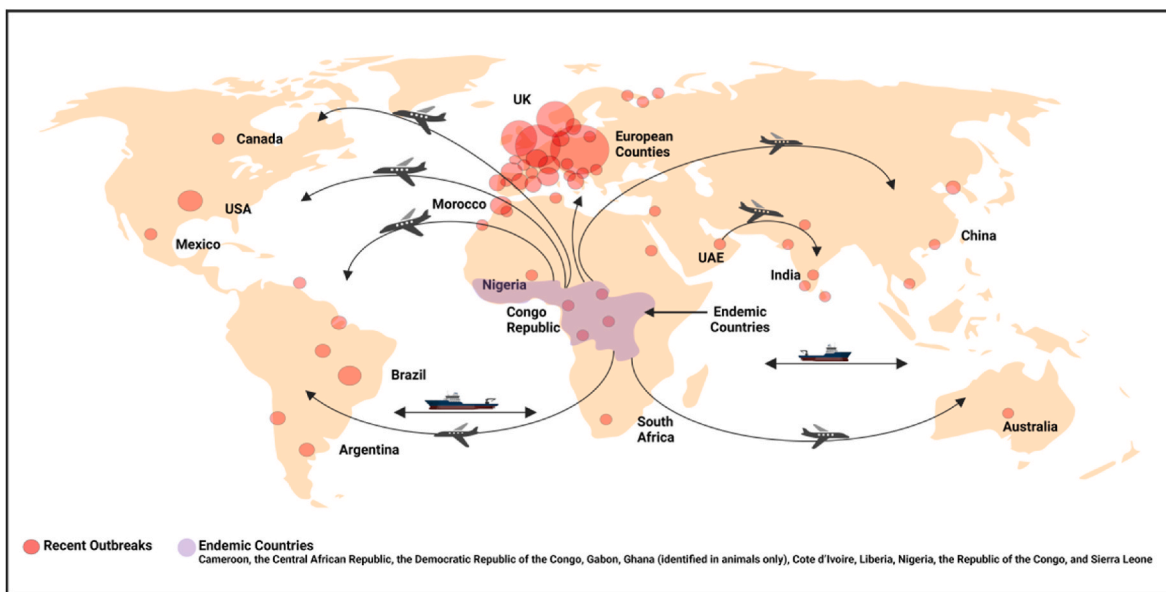 UK
Canada
European
Counties
USA
Morocco
Mexico
UAE
China
India
Nigeria
Congo
Republic
Endemic
Countries
Brazil
South
Africa
Argentina
Australia
Recent Outbreaks
Endemic Countries
Cameroon, the Central African Republic, the Democratic Republic of the Congo, Gabon, Ghana (identified in animals only), Cote d'Ivoire, Liberia, Nigeria, the Republic of the Congo, and Sierra Leone